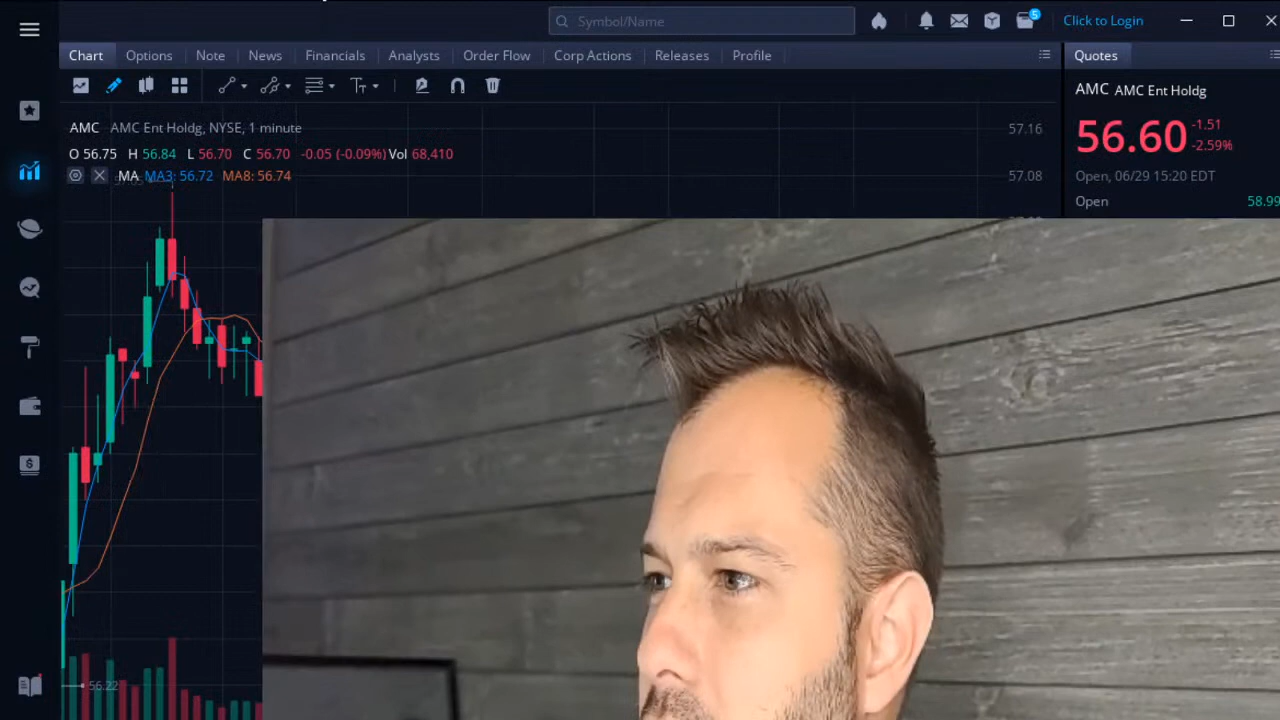 Symbol/Name
5
Click to Login
Chart Options Note News Financials Analysts Order Flow Corp Actions Releases Profile
Quotes
AMC AMC Ent Holdg
56.60 -1.51
-2.59%
Open, 06/29 15:20 EDT
Open 58.99
AMC AMC Ent Holdg, NYSE, 1 minute
O 56.75 H 56.84 L 56.70 C 56.70 -0.05 (-0.09%) Vol 68,410
MA MA3: 56.72 MA8: 56.74
57.16
57.08
56.22